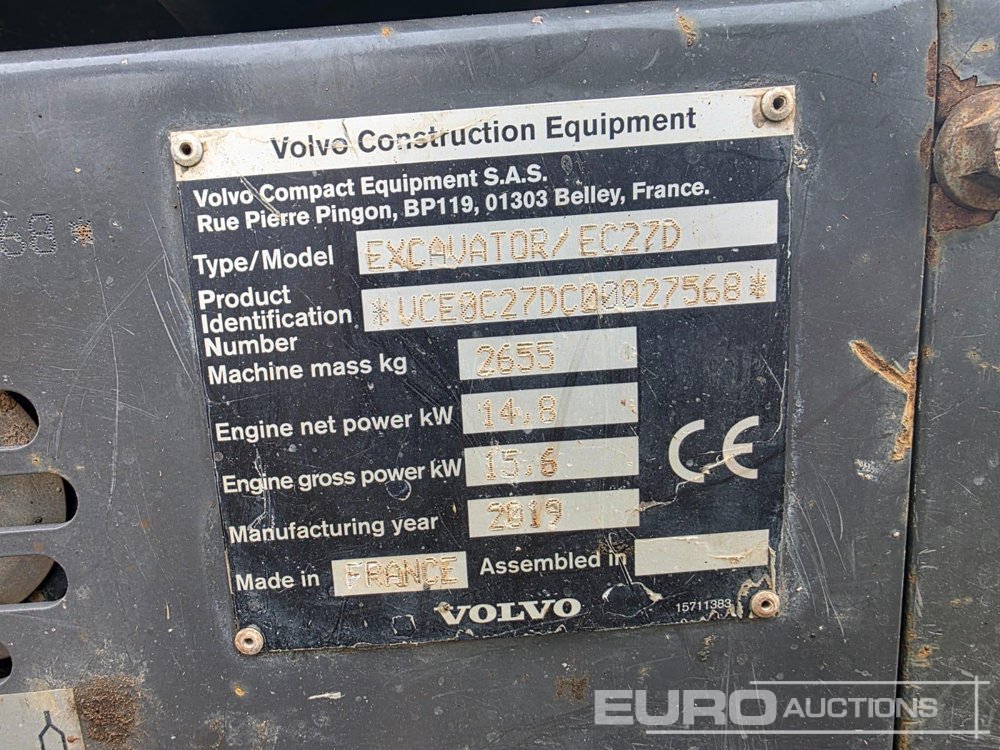 Volvo Construction Equipment
Volvo Compact Equipment S.A.S.
Rue Pierre Pingon, BP119, 01303 Belley, France.
Type/Model EXCAVATOR/EC27D
Product
Identification
Number
*VCE0C27DC00027568*
Machine mass kg 2655
Engine net power kW 14,8
Engine gross power kW 15,6
Manufacturing year 2019
Made in FRANCE Assembled in
CE
VOLVO
15711383
68*
EURO AUCTIONS